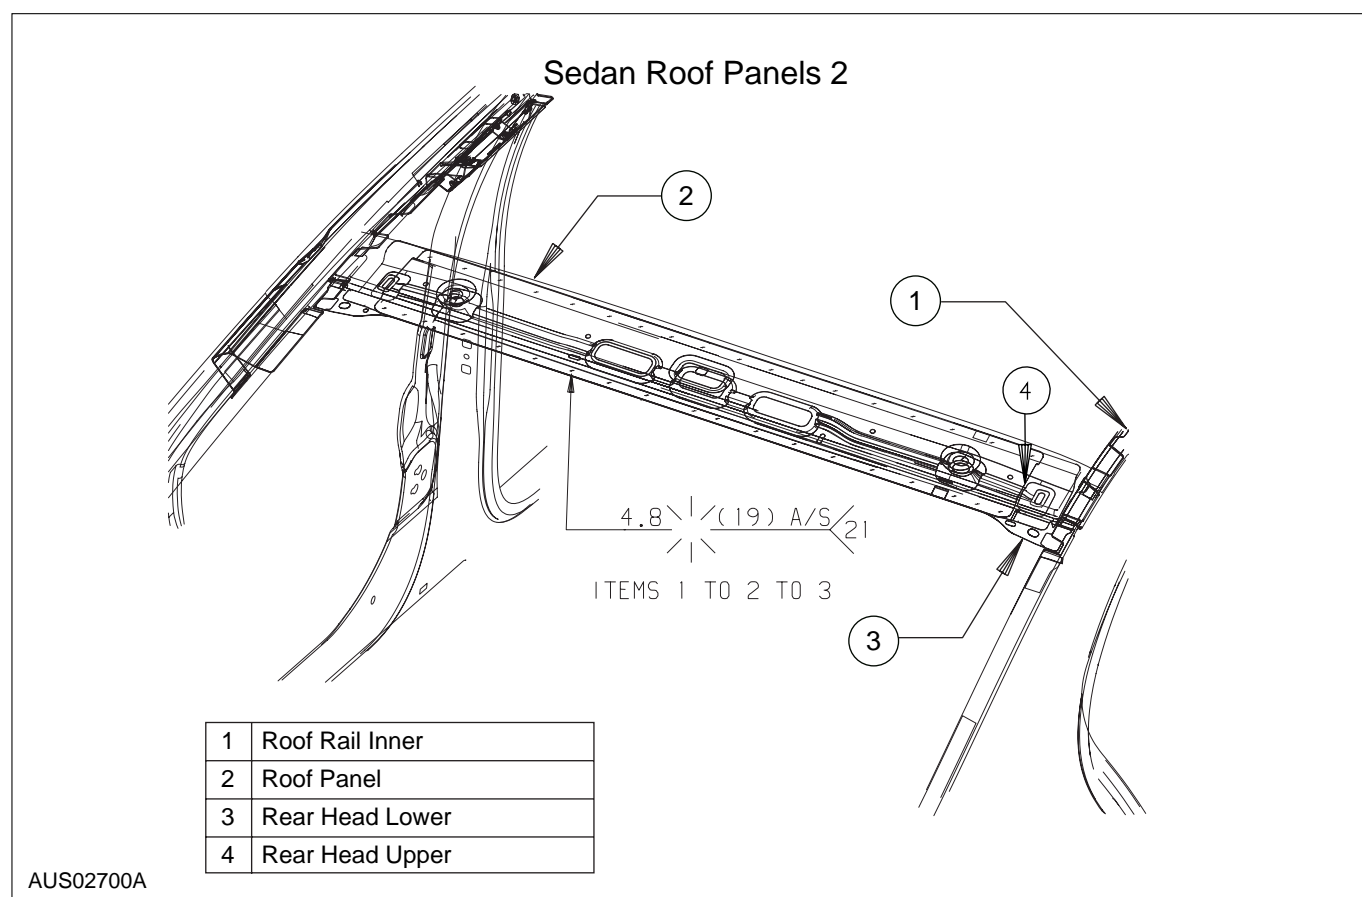 Sedan Roof Panels 2
2
1
4
4.8 (19) A/S 21
ITEMS 1 TO 2 TO 3
3
1 Roof Rail Inner
2 Roof Panel
3 Rear Head Lower
4 Rear Head Upper
AUS02700A